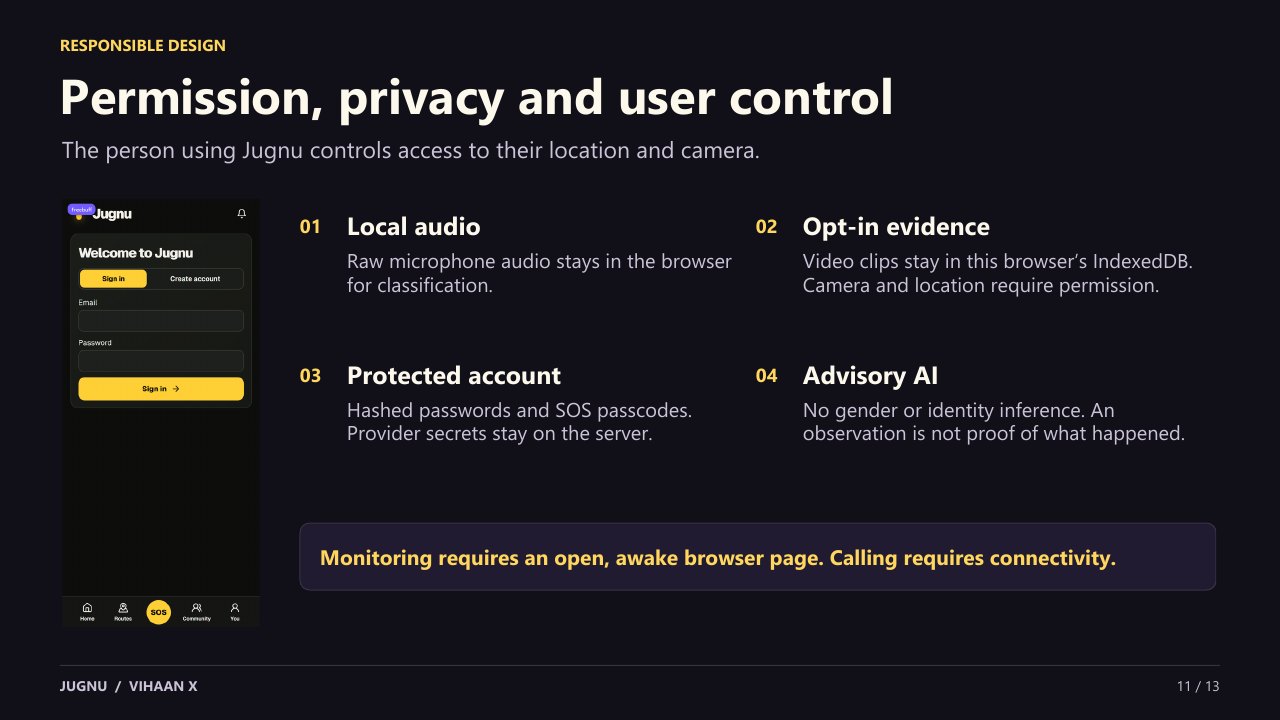 RESPONSIBLE DESIGN
Permission, privacy and user control
The person using Jugnu controls access to their location and camera.
freebuff
Jugnu
Welcome to Jugnu
Sign in
Create account
Email
Password
Sign in →
Home
Routes
SOS
Community
You
01
Local audio
Raw microphone audio stays in the browser
for classification.
02
Opt-in evidence
Video clips stay in this browser’s IndexedDB.
Camera and location require permission.
03
Protected account
Hashed passwords and SOS passcodes.
Provider secrets stay on the server.
04
Advisory AI
No gender or identity inference. An
observation is not proof of what happened.
Monitoring requires an open, awake browser page. Calling requires connectivity.
JUGNU / VIHAAN X
11 / 13